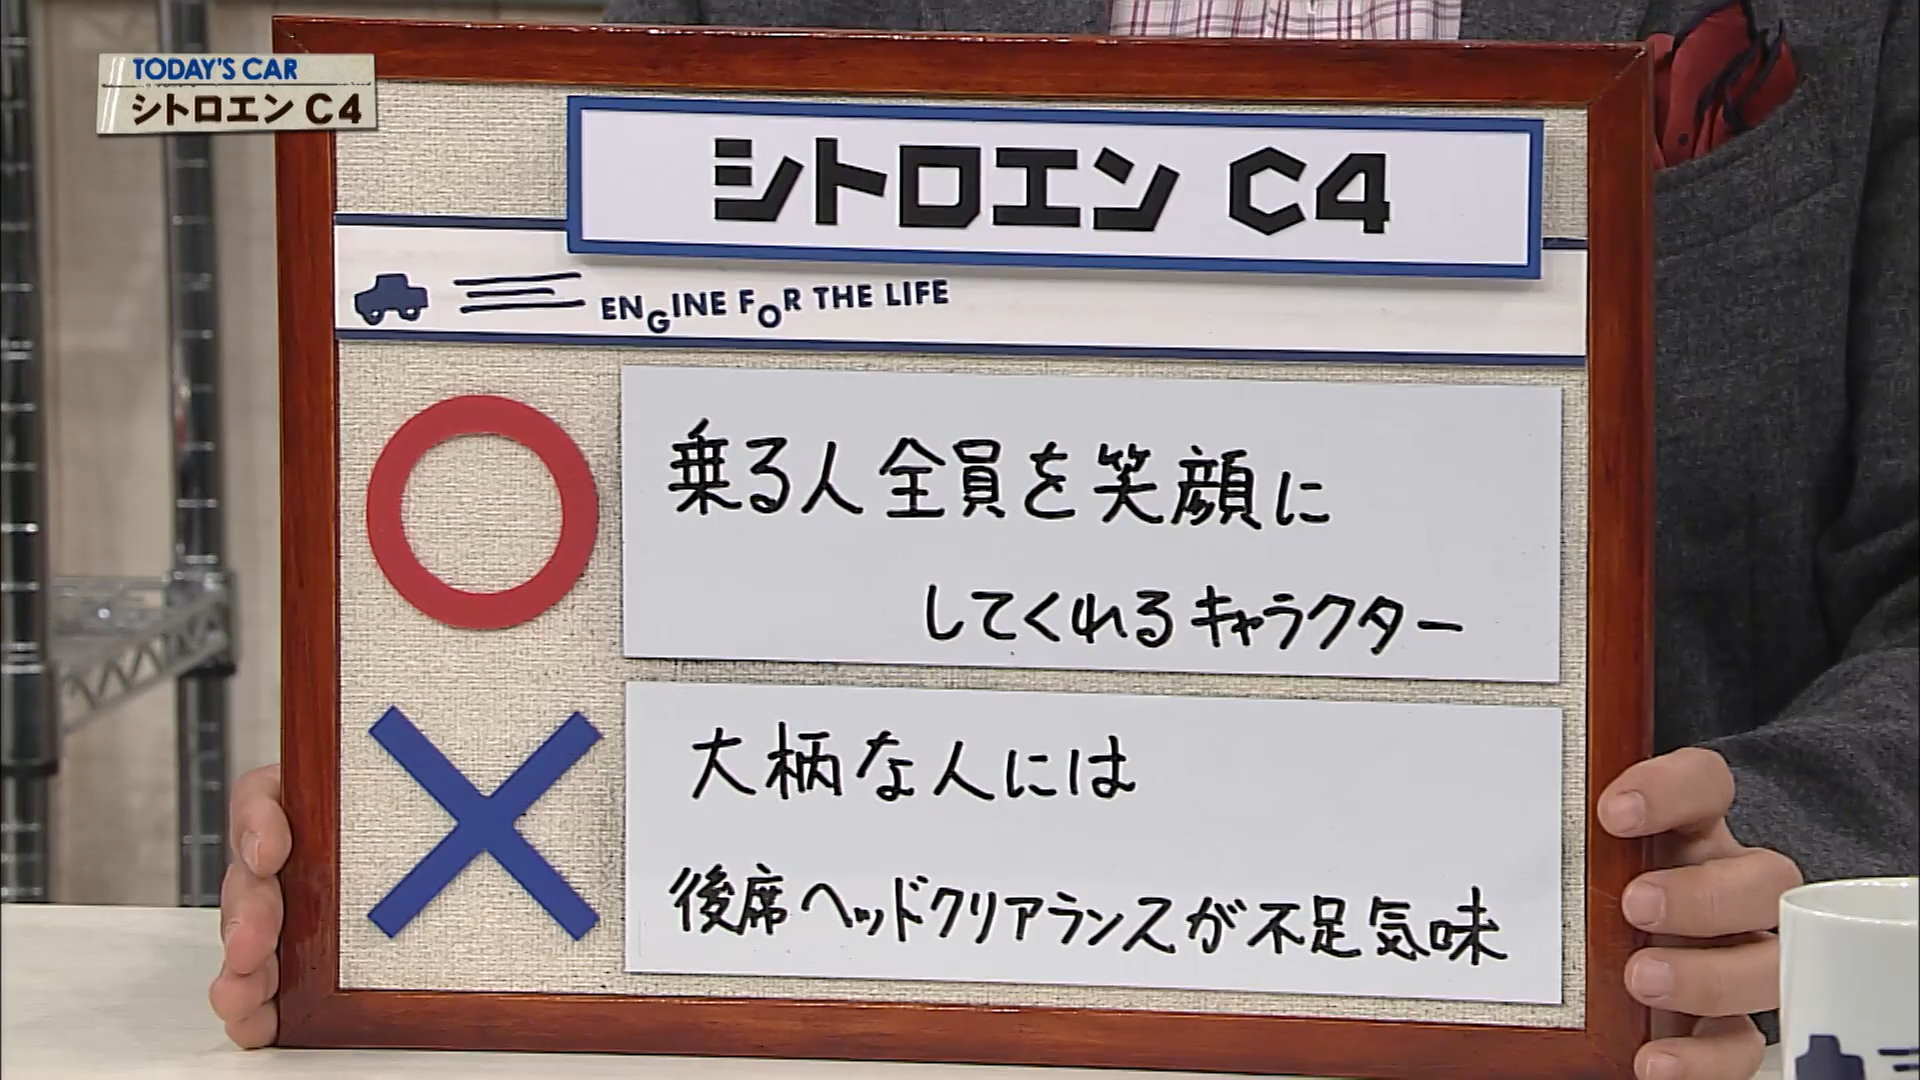 TODAY'S CAR
シトロエン C4
シトロエン C4
ENGINE FOR THE LIFE
乗る人全員を笑顔に
してくれるキャラクター
大柄な人には
後席ヘッドクリアランスが不足気味